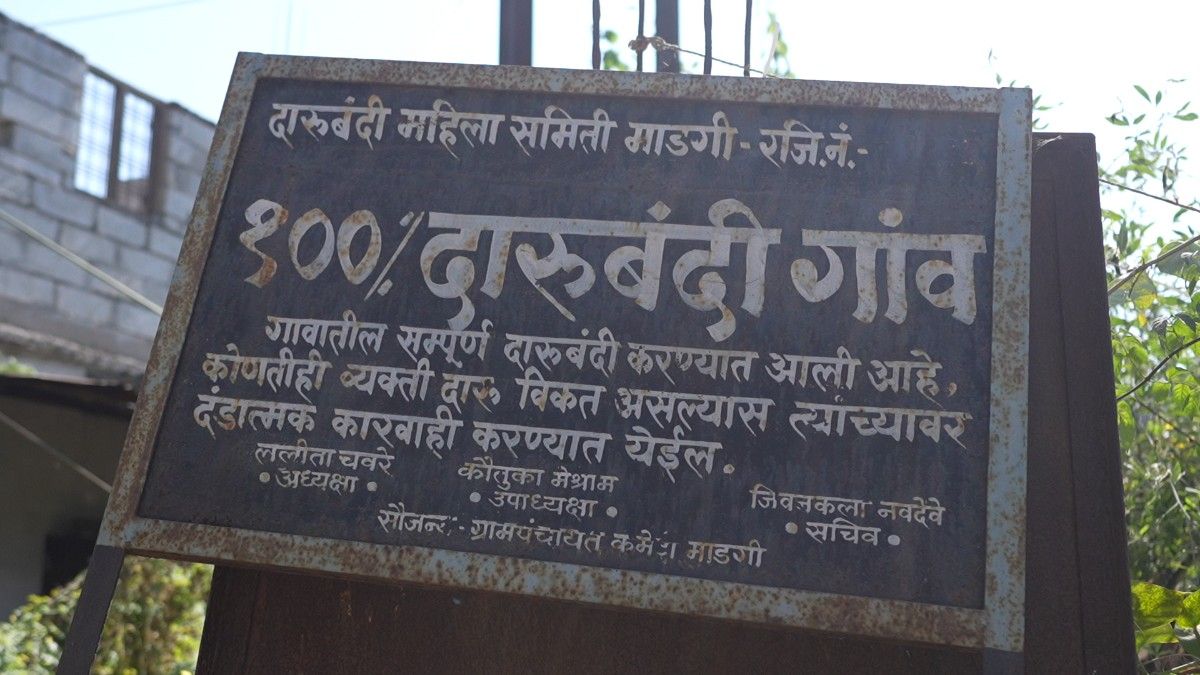 दारूबंदी महिला समिती माडगी - रजि.नं.-
१००% दारूबंदी गांव
गावातील सम्पूर्ण दारूबंदी करण्यात आली आहे,
कोणतीही व्यक्ती दारू विकत असल्यास त्यांच्यावर
दंडात्मक कारवाही करण्यात येईल.
ललीता चवरे कौतुका मेश्राम जिवनकला नवदेवे
• अध्यक्षा • • उपाध्यक्षा • • सचिव •
सौजन्य:- ग्रामपंचायत कमेटी माडगी